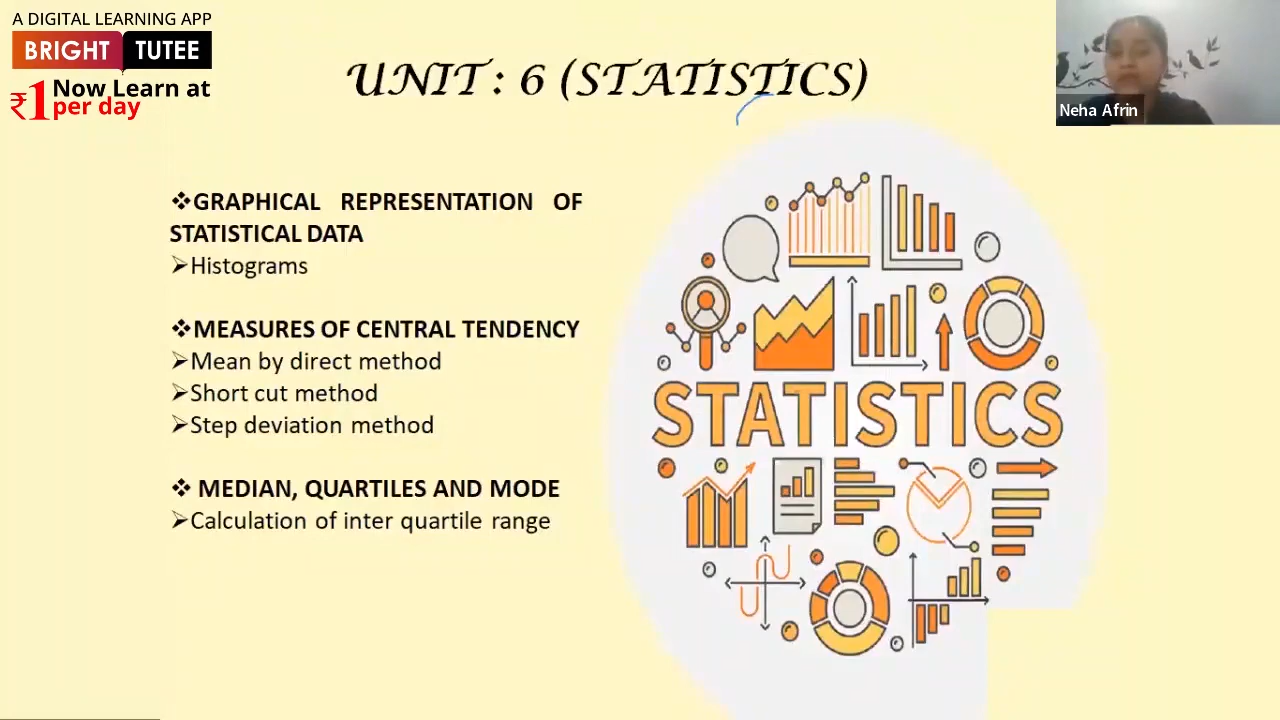 A DIGITAL LEARNING APP
BRIGHT TUTEE
₹1 Now Learn at
per day
UNIT : 6 (STATISTICS)
Neha Afrin
❖GRAPHICAL REPRESENTATION OF
STATISTICAL DATA
➢Histograms
❖MEASURES OF CENTRAL TENDENCY
➢Mean by direct method
➢Short cut method
➢Step deviation method
❖ MEDIAN, QUARTILES AND MODE
➢Calculation of inter quartile range
STATISTICS